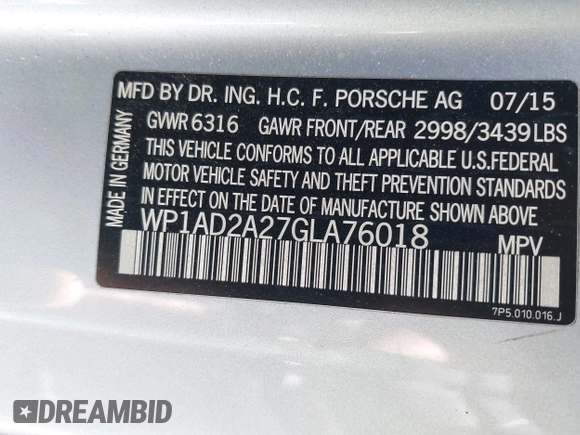 MFD BY DR. ING. H.C. F. PORSCHE AG 07/15
GVWR 6316 GAWR FRONT/REAR 2998/3439LBS
THIS VEHICLE CONFORMS TO ALL APPLICABLE U.S.FEDERAL
MOTOR VEHICLE SAFETY AND THEFT PREVENTION STANDARDS
IN EFFECT ON THE DATE OF MANUFACTURE SHOWN ABOVE
WP1AD2A27GLA76018 MPV
MADE IN GERMANY
7P5.010.016.J
DREAMBID